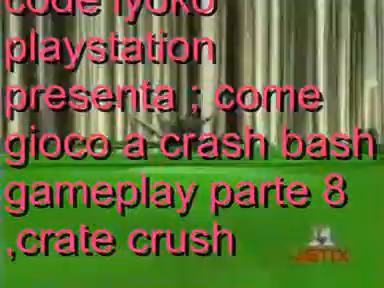 code lyoko
playstation
presenta ; come
gioco a crash bash
gameplay parte 8
,crate crush
JETIX